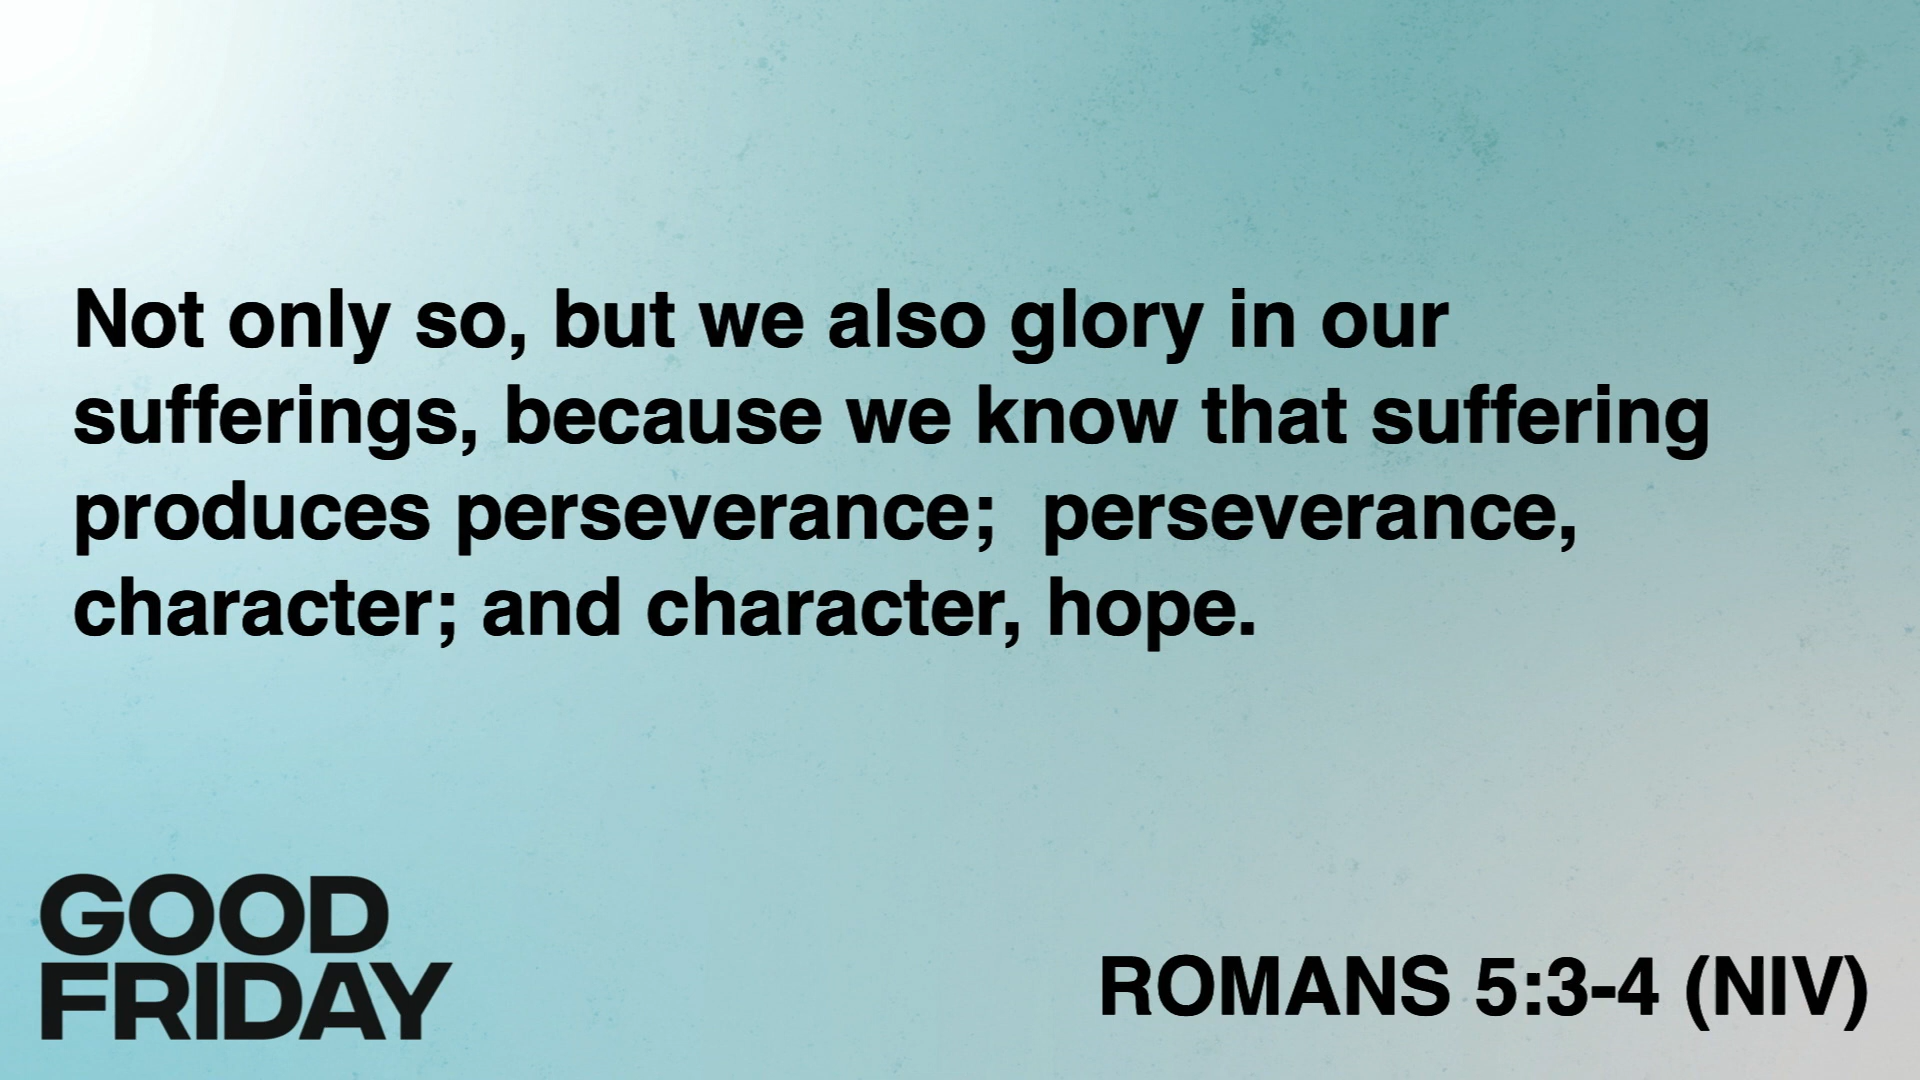 Not only so, but we also glory in our
sufferings, because we know that suffering
produces perseverance;  perseverance,
character; and character, hope.
GOOD
FRIDAY
ROMANS 5:3-4 (NIV)